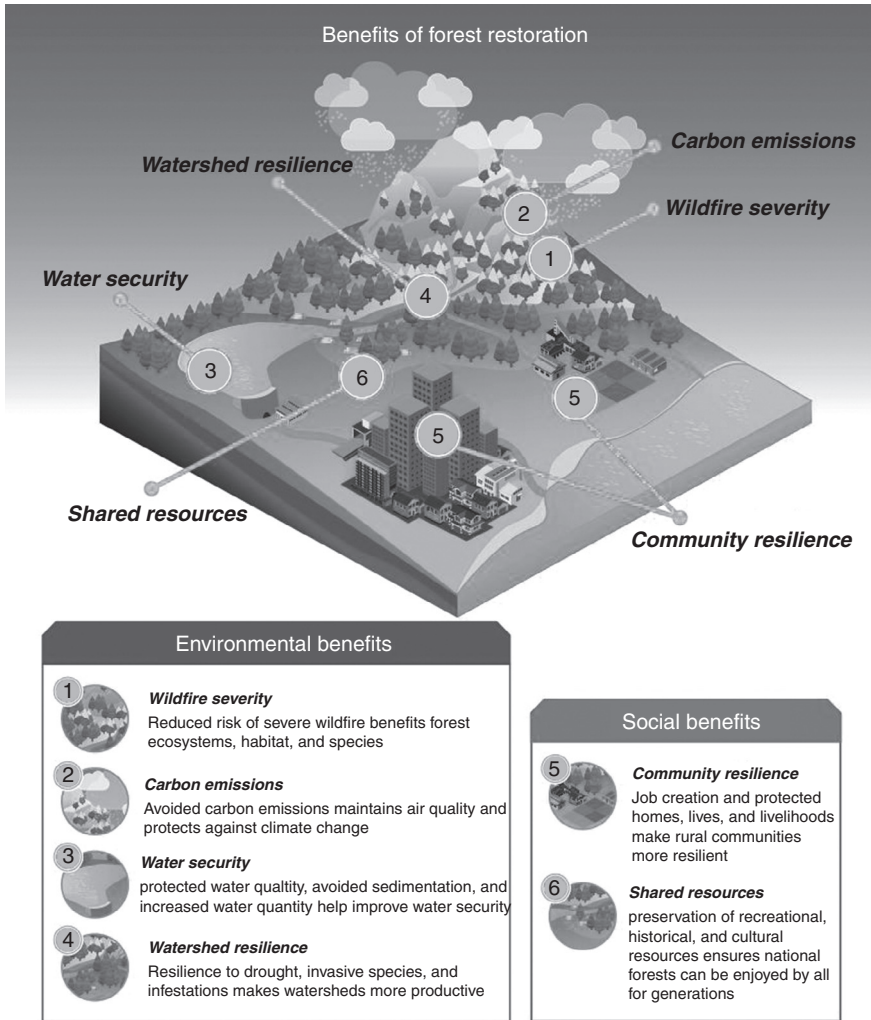 Benefits of forest restoration
Carbon emissions
Watershed resilience
Wildfire severity
2
1
Water security
4
3
6
5
5
Shared resources
Community resilience
Environmental benefits
1
Wildfire severity
Reduced risk of severe wildfire benefits forest
ecosystems, habitat, and species
2
Carbon emissions
Avoided carbon emissions maintains air quality and
protects against climate change
3
Water security
protected water qualtity, avoided sedimentation, and
increased water quantity help improve water security
4
Watershed resilience
Resilience to drought, invasive species, and
infestations makes watersheds more productive
Social benefits
5
Community resilience
Job creation and protected
homes, lives, and livelihoods
make rural communities
more resilient
6
Shared resources
preservation of recreational,
historical, and cultural
resources ensures national
forests can be enjoyed by all
for generations